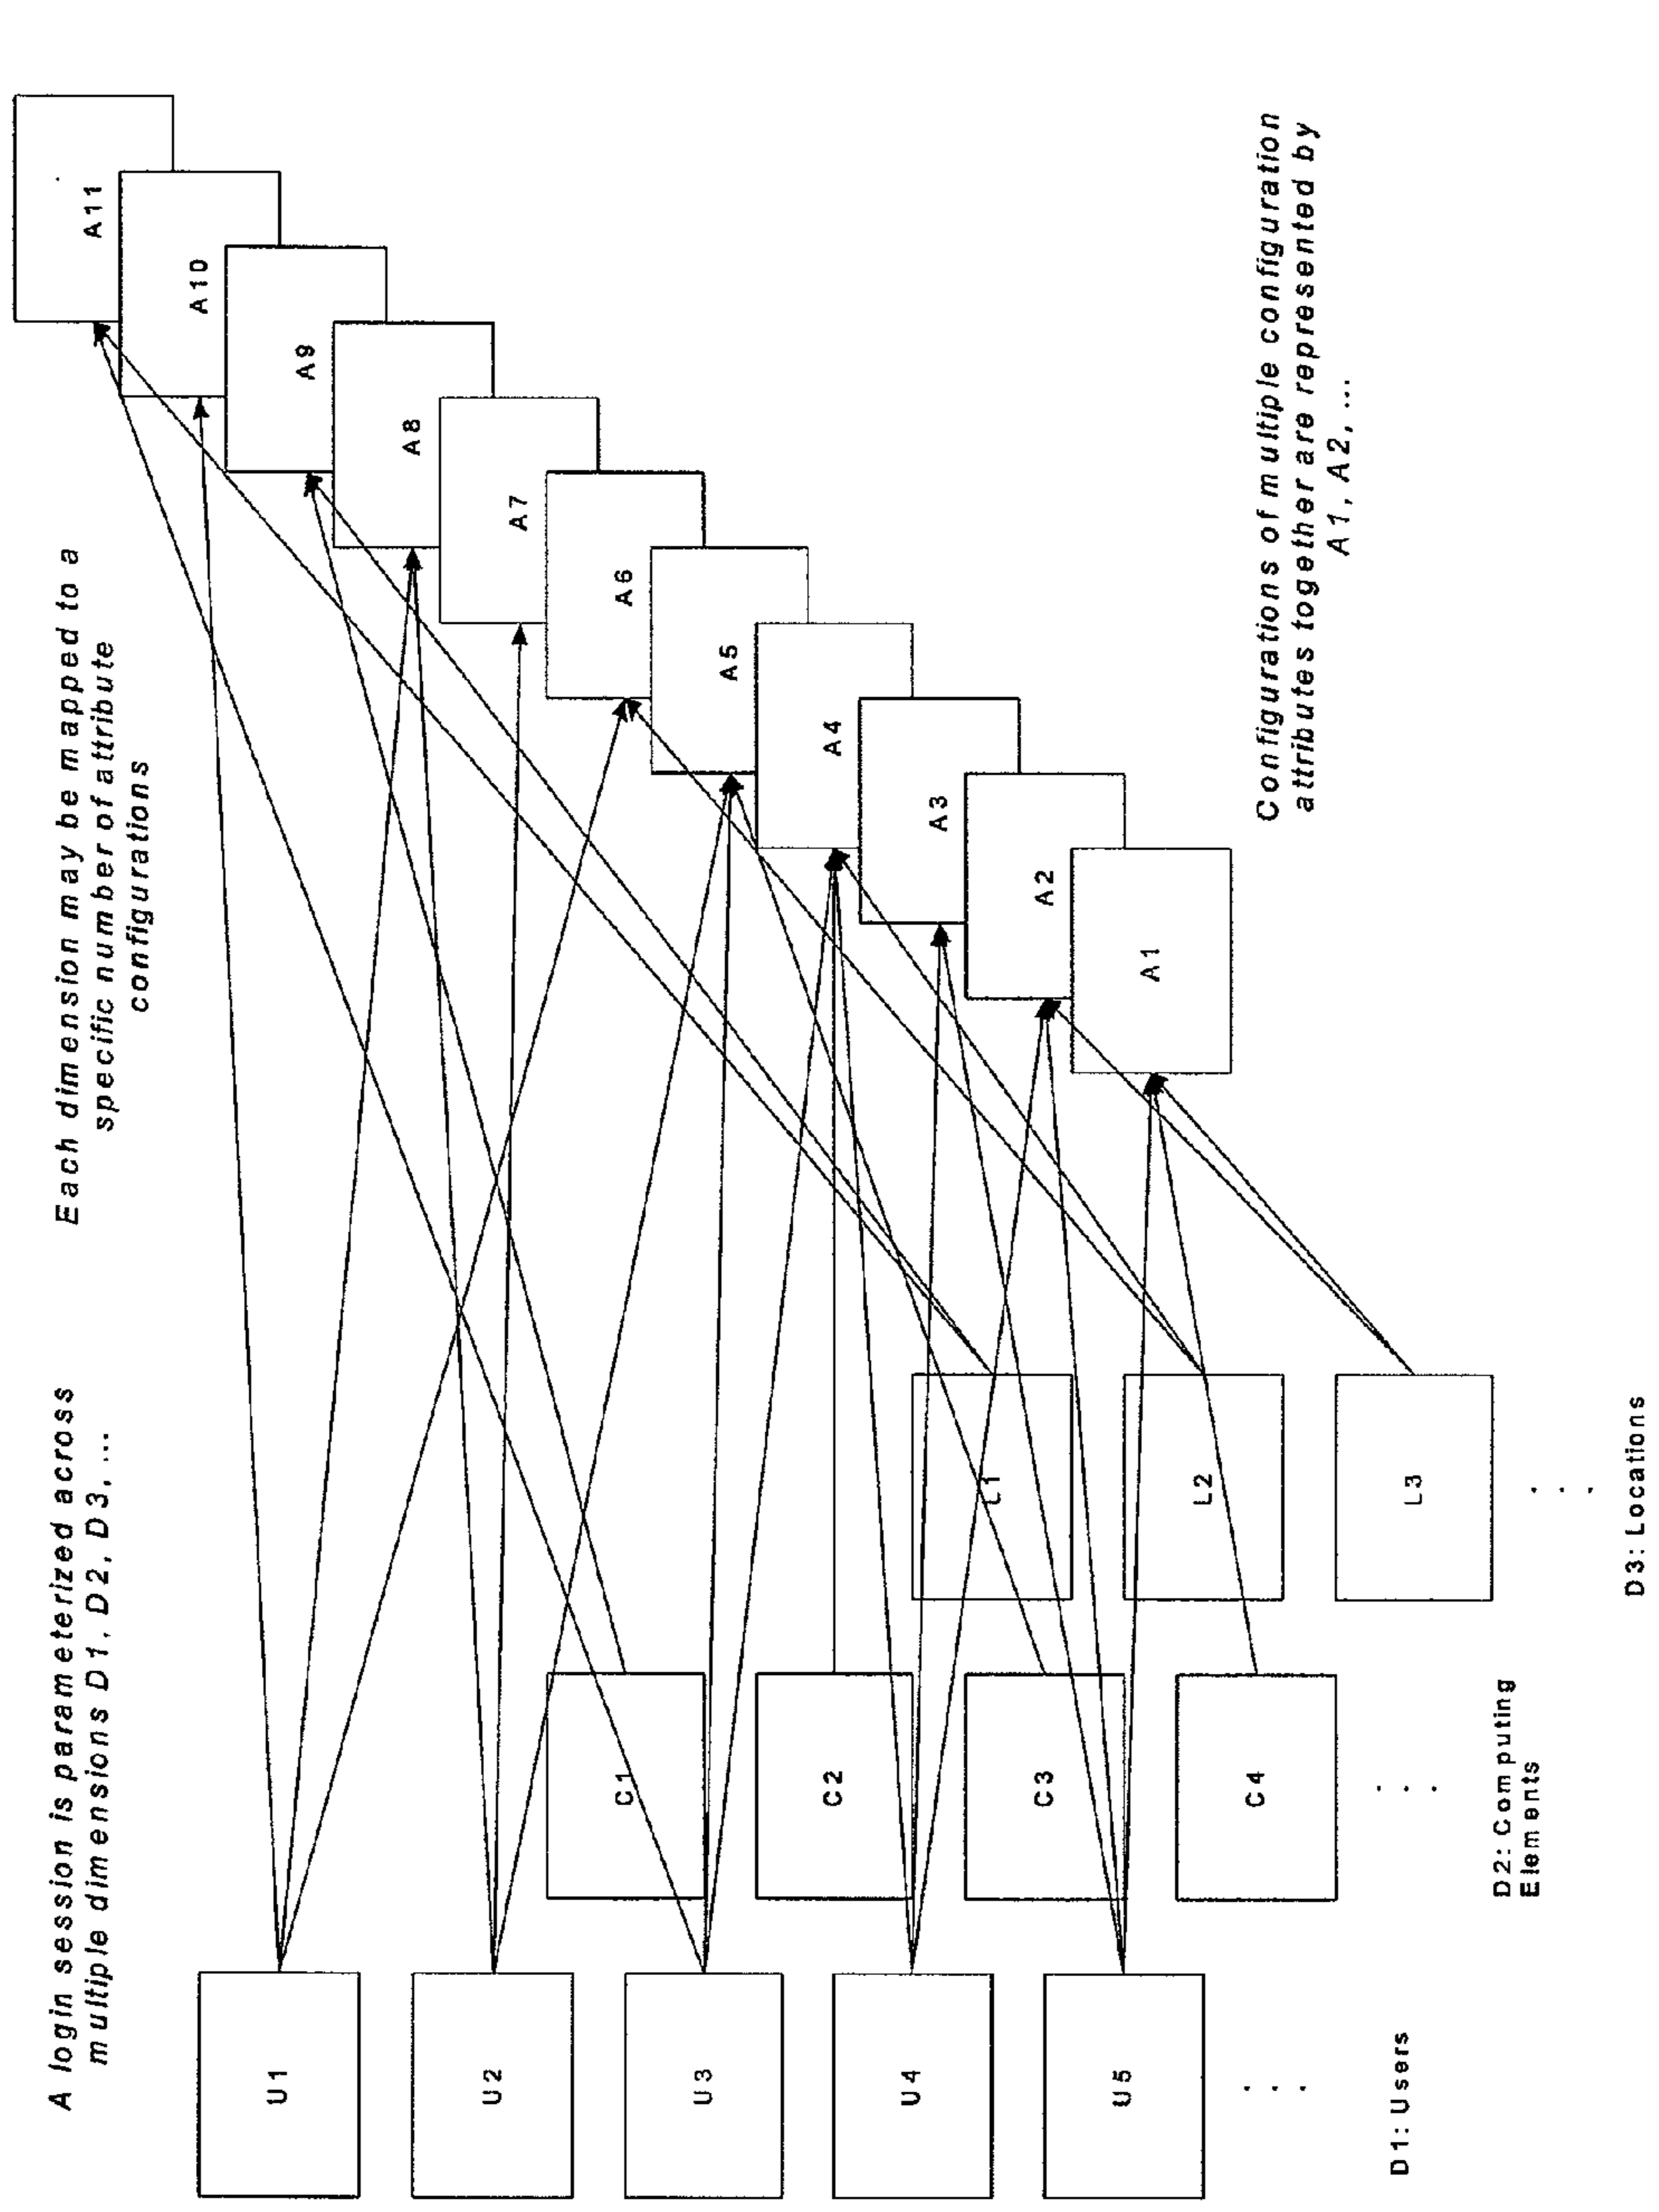 A login session is parameterized across
multiple dimensions D1, D2, D3, ...
Each dimension may be mapped to a
specific number of attribute
configurations
U1
U2
U3
U4
U5
. . .
D1: Users
C1
C2
C3
C4
. . .
D2: Computing
Elements
L1
L2
L3
. . .
D3: Locations
A11
A10
A9
A8
A7
A6
A5
A4
A3
A2
A1
Configurations of multiple configuration
attributes together are represented by
A1, A2, ...